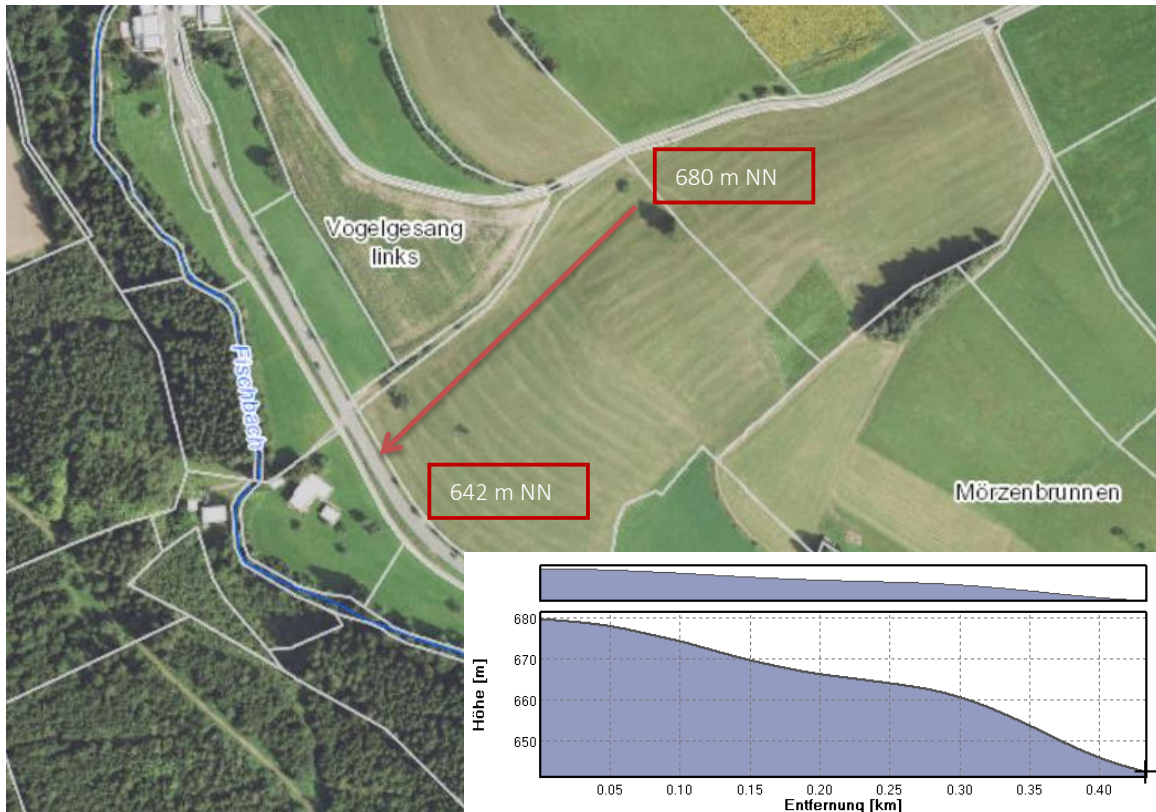 680 m NN
Vogelgesang
links
Fischbach
642 m NN
Mörzenbrunnen
Höhe [m]
680
670
660
650
0.05 0.10 0.15 0.20 0.25 0.30 0.35 0.40
Entfernung [km]